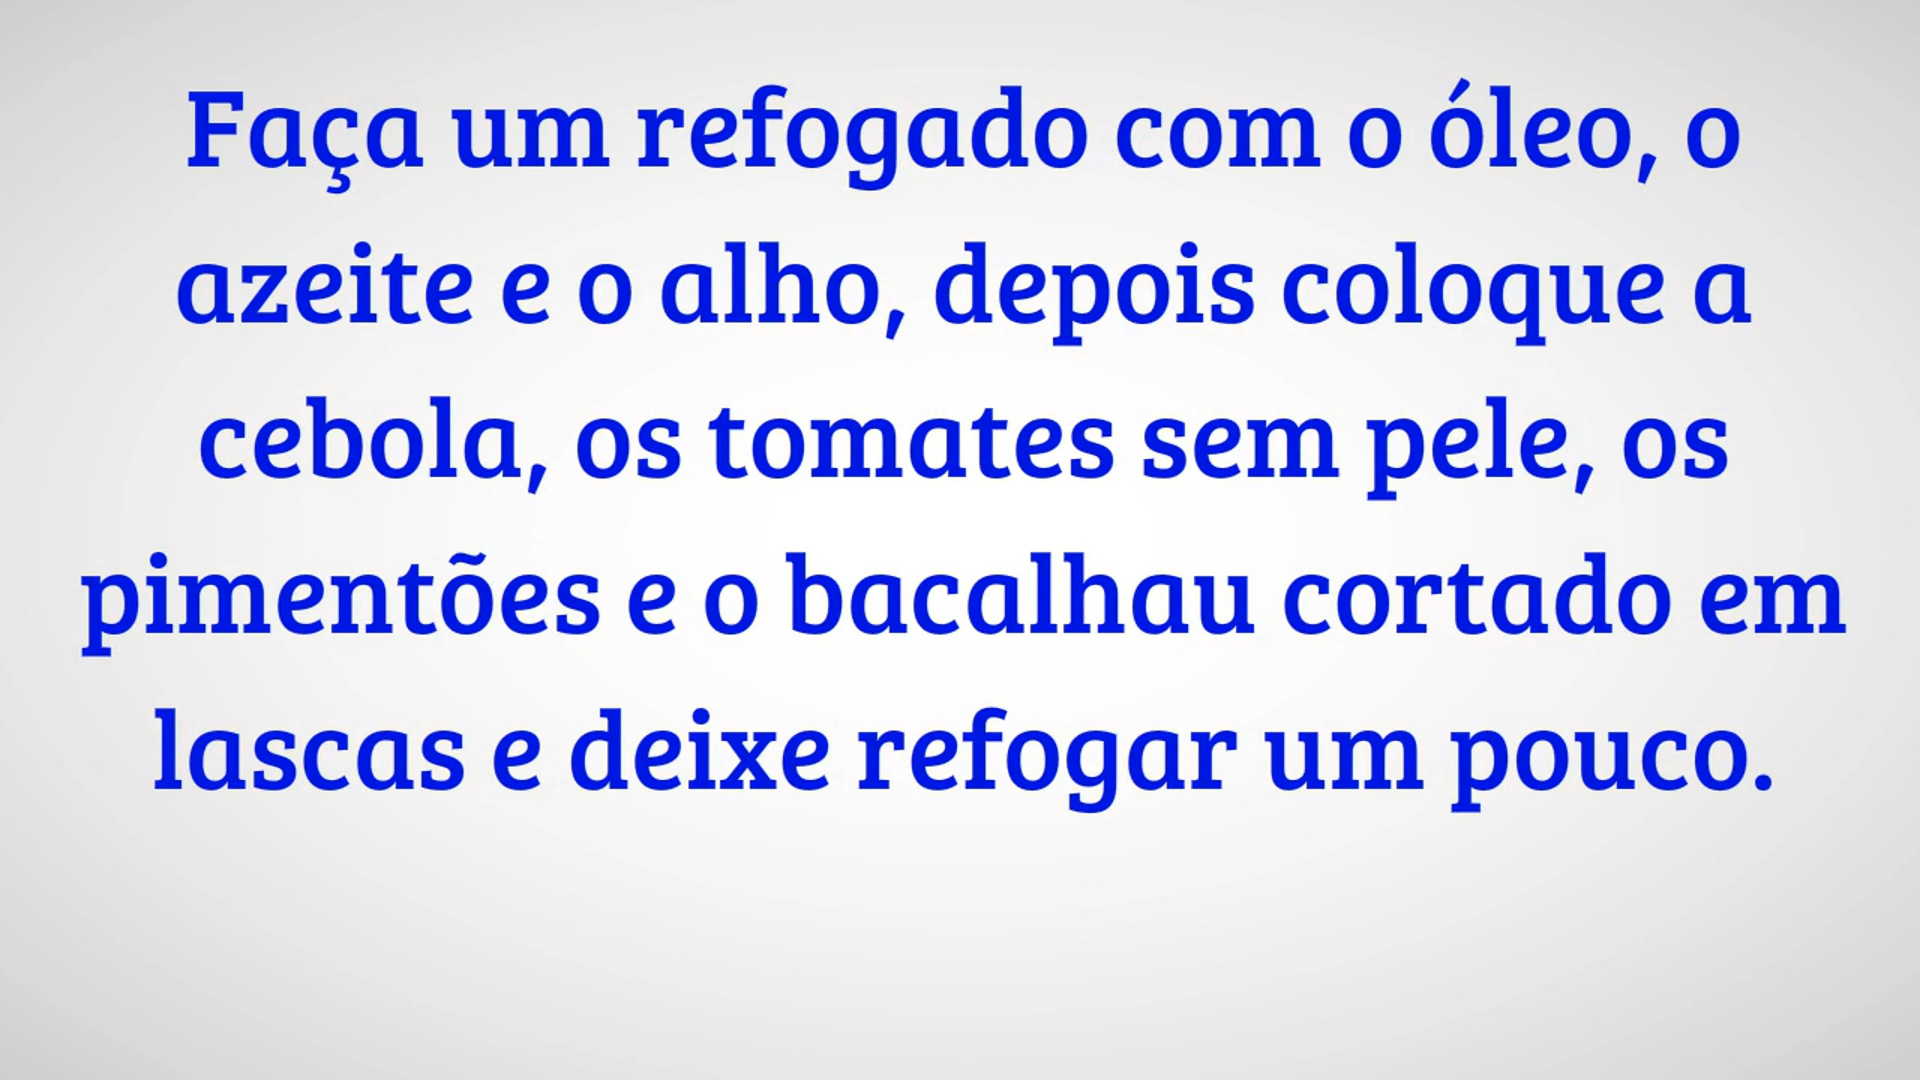 Faça um refogado com o óleo, o
azeite e o alho, depois coloque a
cebola, os tomates sem pele, os
pimentões e o bacalhau cortado em
lascas e deixe refogar um pouco.